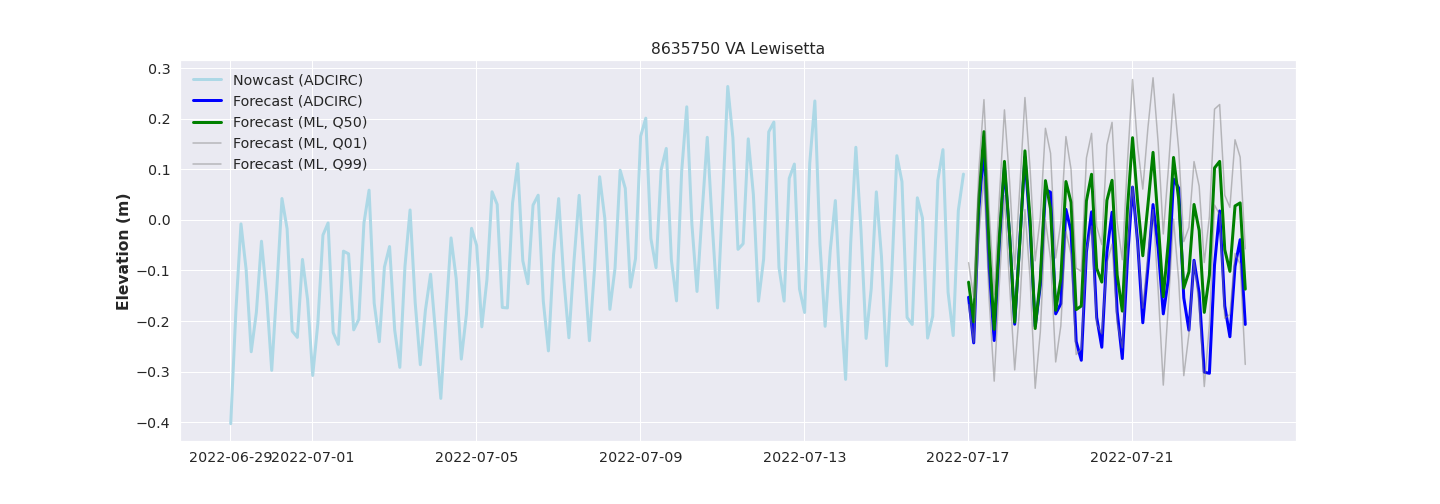 8635750 VA Lewisetta
Nowcast (ADCIRC)
Forecast (ADCIRC)
Forecast (ML, Q50)
Forecast (ML, Q01)
Forecast (ML, Q99)
Elevation (m)
0.3
0.2
0.1
0.0
−0.1
−0.2
−0.3
−0.4
2022-06-29 2022-07-01 2022-07-05 2022-07-09 2022-07-13 2022-07-17 2022-07-21